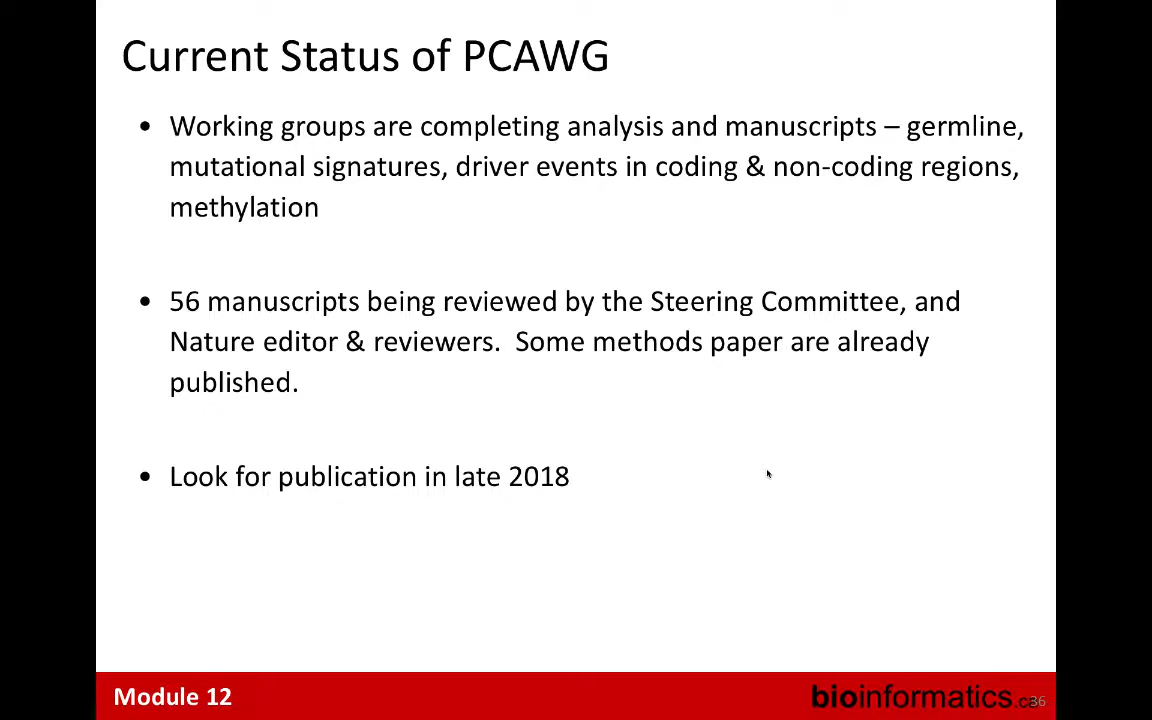 Current Status of PCAWG
• Working groups are completing analysis and manuscripts – germline,
mutational signatures, driver events in coding & non-coding regions,
methylation
• 56 manuscripts being reviewed by the Steering Committee, and
Nature editor & reviewers.  Some methods paper are already
published.
• Look for publication in late 2018
Module 12
bioinformatics.ca
36